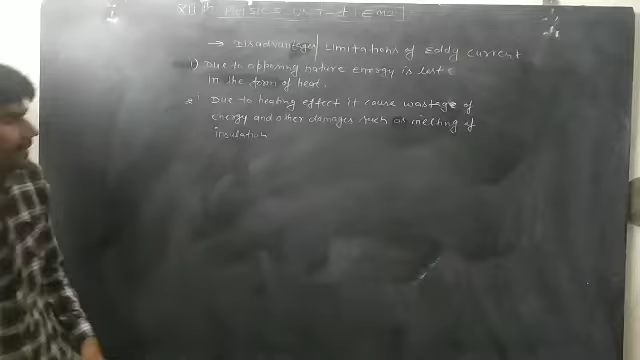 XIIth PHYSICS UNIT-4 [EMI]
→ Disadvantages| Limitations of Eddy Current
1) Due to opposing nature energy is lost
in the form of heat.
2) Due to heating effect it cause wastage of
energy and other damages such as melting of
insulation